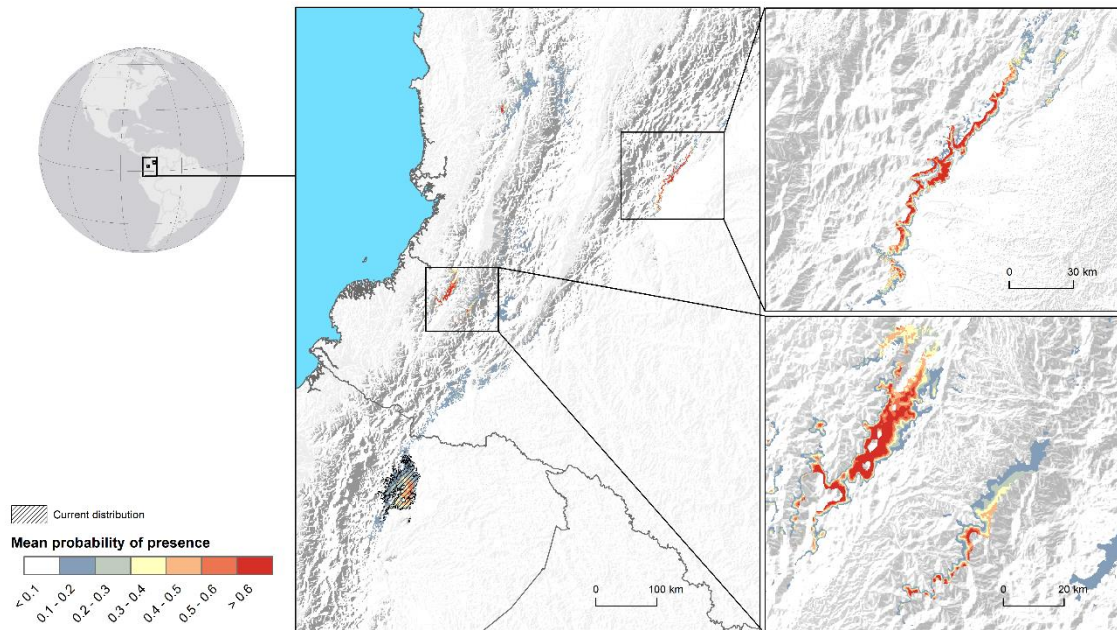 Current distribution
Mean probability of presence
< 0.1
0.1 - 0.2
0.2 - 0.3
0.3 - 0.4
0.4 - 0.5
0.5 - 0.6
> 0.6
0 100 km
0 30 km
0 20 km